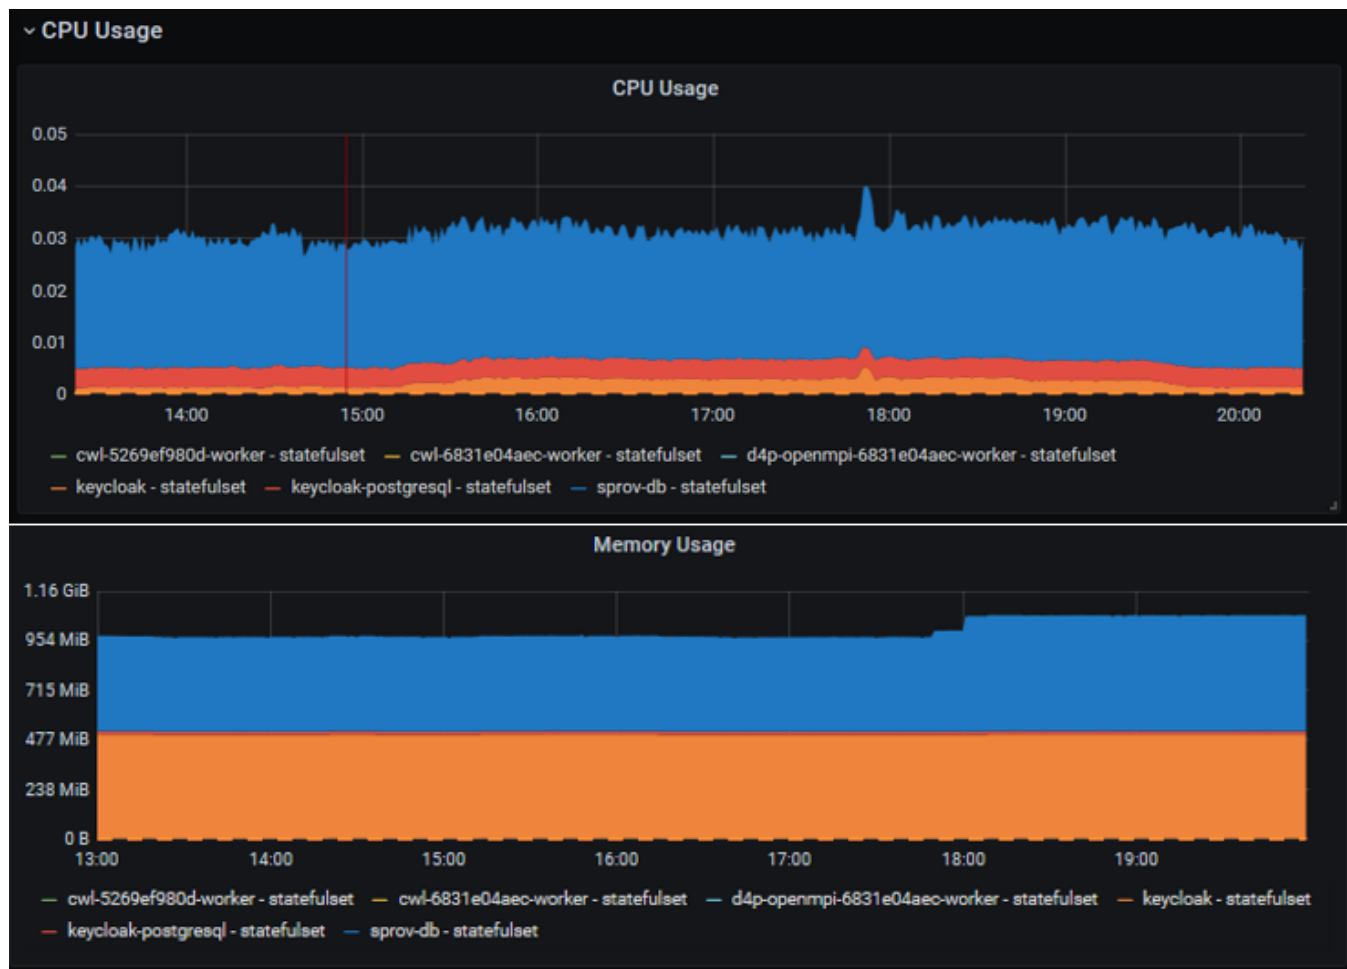 CPU Usage
CPU Usage
0.05
0.04
0.03
0.02
0.01
0
14:00 15:00 16:00 17:00 18:00 19:00 20:00
cwl-5269ef980d-worker - statefulset cwl-6831e04aec-worker - statefulset d4p-openmpi-6831e04aec-worker - statefulset
keycloak - statefulset keycloak-postgresql - statefulset sprov-db - statefulset
Memory Usage
1.16 GiB
954 MiB
715 MiB
477 MiB
238 MiB
0 B
13:00 14:00 15:00 16:00 17:00 18:00 19:00
cwl-5269ef980d-worker - statefulset cwl-6831e04aec-worker - statefulset d4p-openmpi-6831e04aec-worker - statefulset keycloak - statefulset
keycloak-postgresql - statefulset sprov-db - statefulset